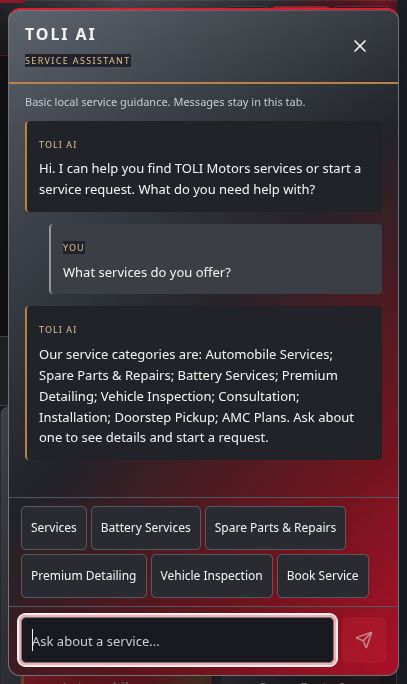 TOLI AI
SERVICE ASSISTANT
Basic local service guidance. Messages stay in this tab.
TOLI AI
Hi. I can help you find TOLI Motors services or start a
service request. What do you need help with?
YOU
What services do you offer?
TOLI AI
Our service categories are: Automobile Services;
Spare Parts & Repairs; Battery Services; Premium
Detailing; Vehicle Inspection; Consultation;
Installation; Doorstep Pickup; AMC Plans. Ask about
one to see details and start a request.
Services
Battery Services
Spare Parts & Repairs
Premium Detailing
Vehicle Inspection
Book Service
Ask about a service...